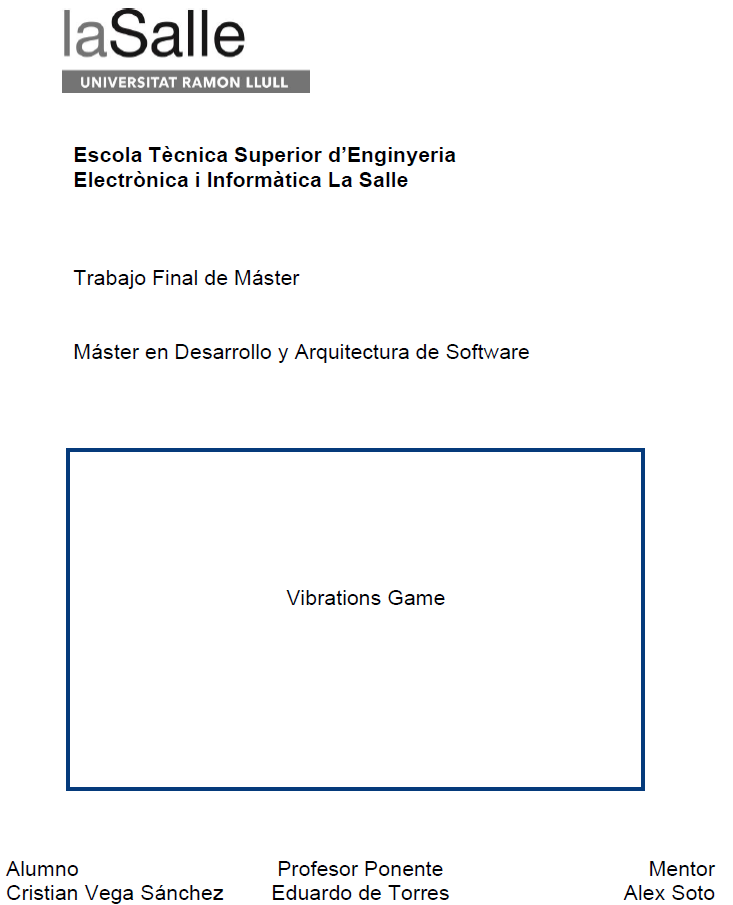 laSalle
UNIVERSITAT RAMON LLULL
Escola Tècnica Superior d’Enginyeria
Electrònica i Informàtica La Salle
Trabajo Final de Máster
Máster en Desarrollo y Arquitectura de Software
Vibrations Game
Alumno Profesor Ponente Mentor
Cristian Vega Sánchez Eduardo de Torres Alex Soto